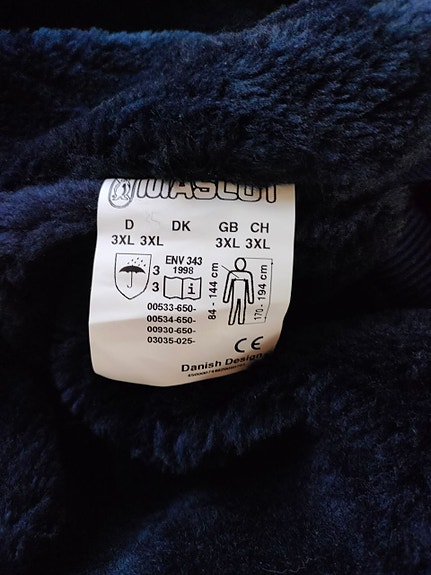 MASCOT
D DK GB CH
3XL 3XL 3XL 3XL
ENV 343
1998
3
3 i
84 - 144 cm
170 - 194 cm
00533-650-
00534-650-
00930-650-
03035-025-
CE
Danish Design